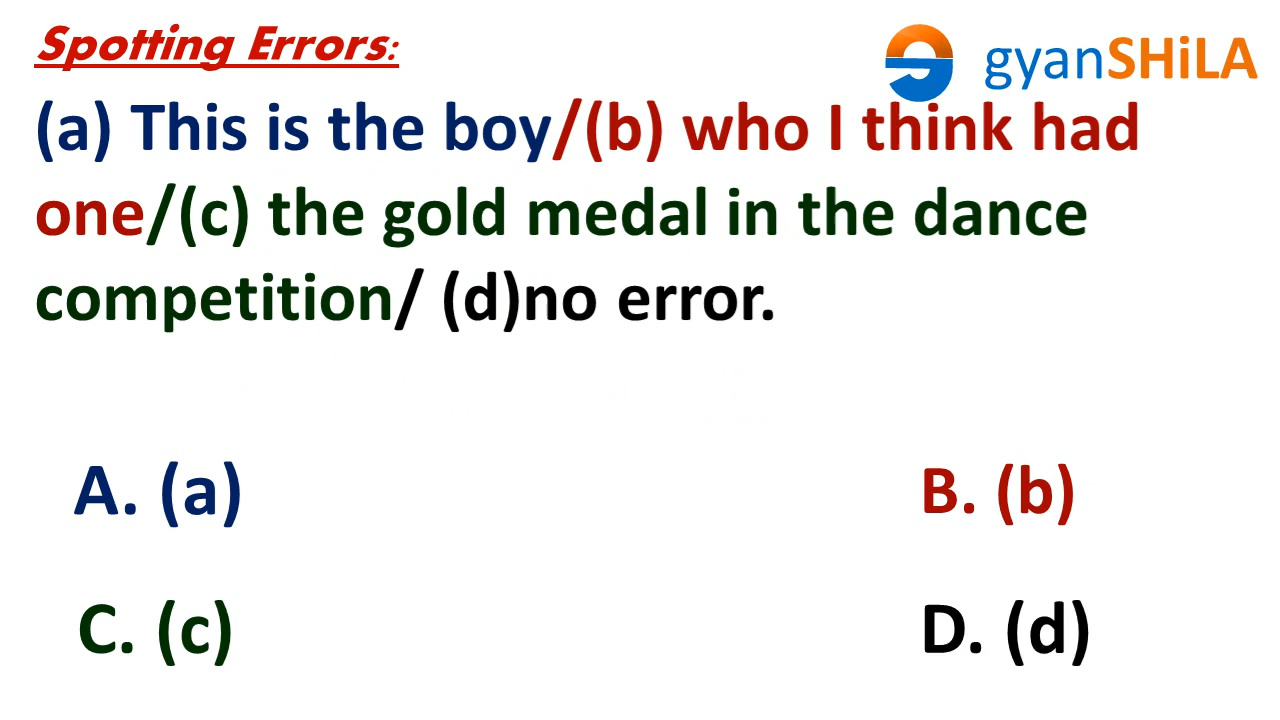 Spotting Errors:
gyanSHiLA
(a) This is the boy/(b) who I think had
one/(c) the gold medal in the dance
competition/ (d)no error.
A. (a)
B. (b)
C. (c)
D. (d)